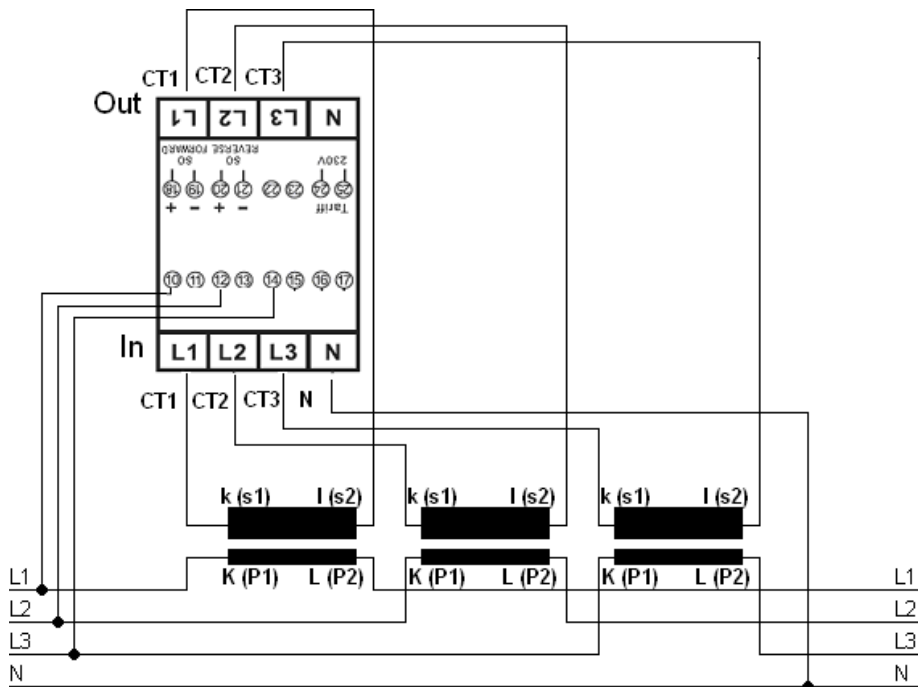 CT1 CT2 CT3
Out
L1 L2 L3 N
FORWARD REVERSE
SO SO 230V
18 19 20 21 22 23 24 25
+ − + − Tariff
10 11 12 13 14 15 16 17
In
L1 L2 L3 N
CT1 CT2 CT3 N
k (s1) l (s2) k (s1) l (s2) k (s1) l (s2)
K (P1) L (P2) K (P1) L (P2) K (P1) L (P2)
L1 L1
L2 L2
L3 L3
N N